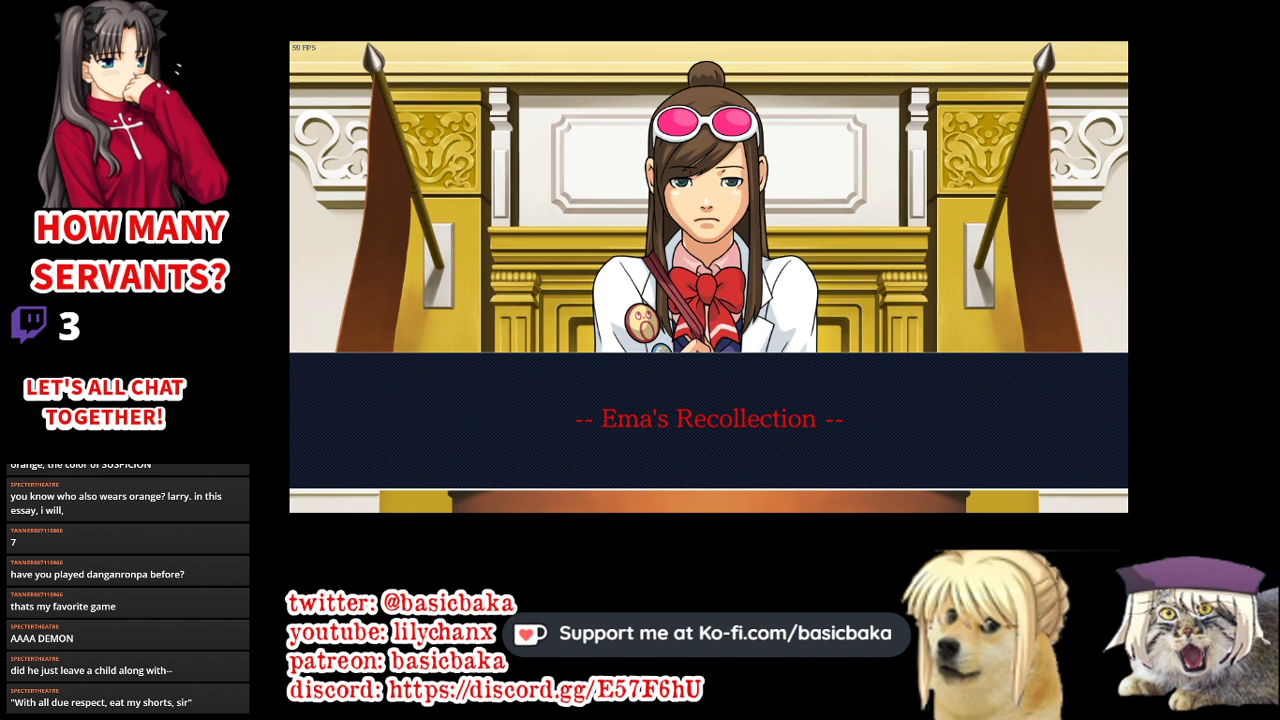 59 FPS
HOW MANY
SERVANTS?
3
LET'S ALL CHAT
TOGETHER!
orange, the color of SUSPICION
SPECTERTHEATRE
you know who also wears orange? larry. in this
essay, i will,
7
have you played danganronpa before?
thats my favorite game
SPECTERTHEATRE
AAAA DEMON
SPECTERTHEATRE
did he just leave a child along with--
SPECTERTHEATRE
"With all due respect, eat my shorts, sir"
-- Ema's Recollection --
twitter: @basicbaka
youtube: lilychanx
patreon: basicbaka
discord: https://discord.gg/E57F6hU
Support me at Ko-fi.com/basicbaka